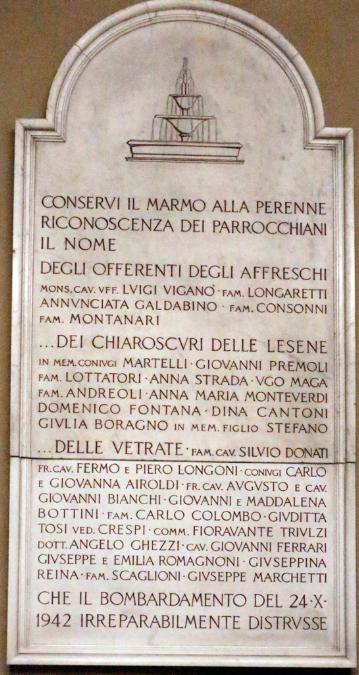 CONSERVI IL MARMO ALLA PERENNE
RICONOSCENZA DEI PARROCCHIANI
IL NOME
DEGLI OFFERENTI DEGLI AFFRESCHI
MONS. CAV. VFF. LVIGI VIGANO'· FAM. LONGARETTI
ANNVNCIATA GALDABINO · FAM. CONSONNI
FAM. MONTANARI
...DEI CHIAROSCVRI DELLE LESENE
IN MEM. CONIVGI MARTELLI · GIOVANNI PREMOLI
FAM. LOTTATORI · ANNA STRADA · VGO MAGA
FAM. ANDREOLI · ANNA MARIA MONTEVERDI
DOMENICO FONTANA · DINA CANTONI
GIVLIA BORAGNO IN MEM. FIGLIO STEFANO
...DELLE VETRATE · FAM. CAV. SILVIO DONATI
FR. CAV. FERMO E PIERO LONGONI · CONIVGI CARLO
E GIOVANNA AIROLDI · FR. CAV. AVGVSTO E CAV.
GIOVANNI BIANCHI · GIOVANNI E MADDALENA
BOTTINI · FAM. CARLO COLOMBO · GIVDITTA
TOSI VED. CRESPI · COMM. FIORAVANTE TRIVLZI
DOTT. ANGELO GHEZZI · CAV. GIOVANNI FERRARI
GIVSEPPE E EMILIA ROMAGNONI · GIVSEPPINA
REINA · FAM. SCAGLIONI · GIVSEPPE MARCHETTI
CHE IL BOMBARDAMENTO DEL 24·X·
1942 IRREPARABILMENTE DISTRVSSE